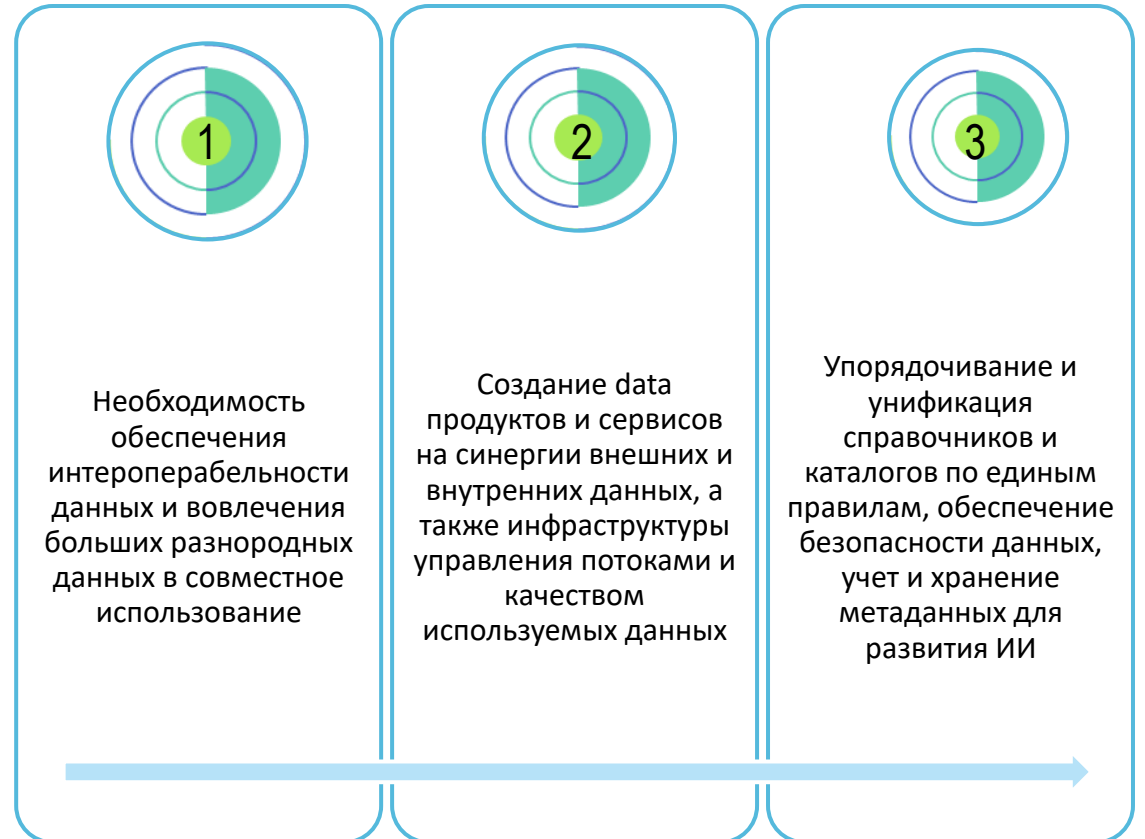 1
Необходимость
обеспечения
интероперабельности
данных и вовлечения
больших разнородных
данных в совместное
использование
2
Создание data
продуктов и сервисов
на синергии внешних и
внутренних данных, а
также инфраструктуры
управления потоками и
качеством
используемых данных
3
Упорядочивание и
унификация
справочников и
каталогов по единым
правилам, обеспечение
безопасности данных,
учет и хранение
метаданных для
развития ИИ